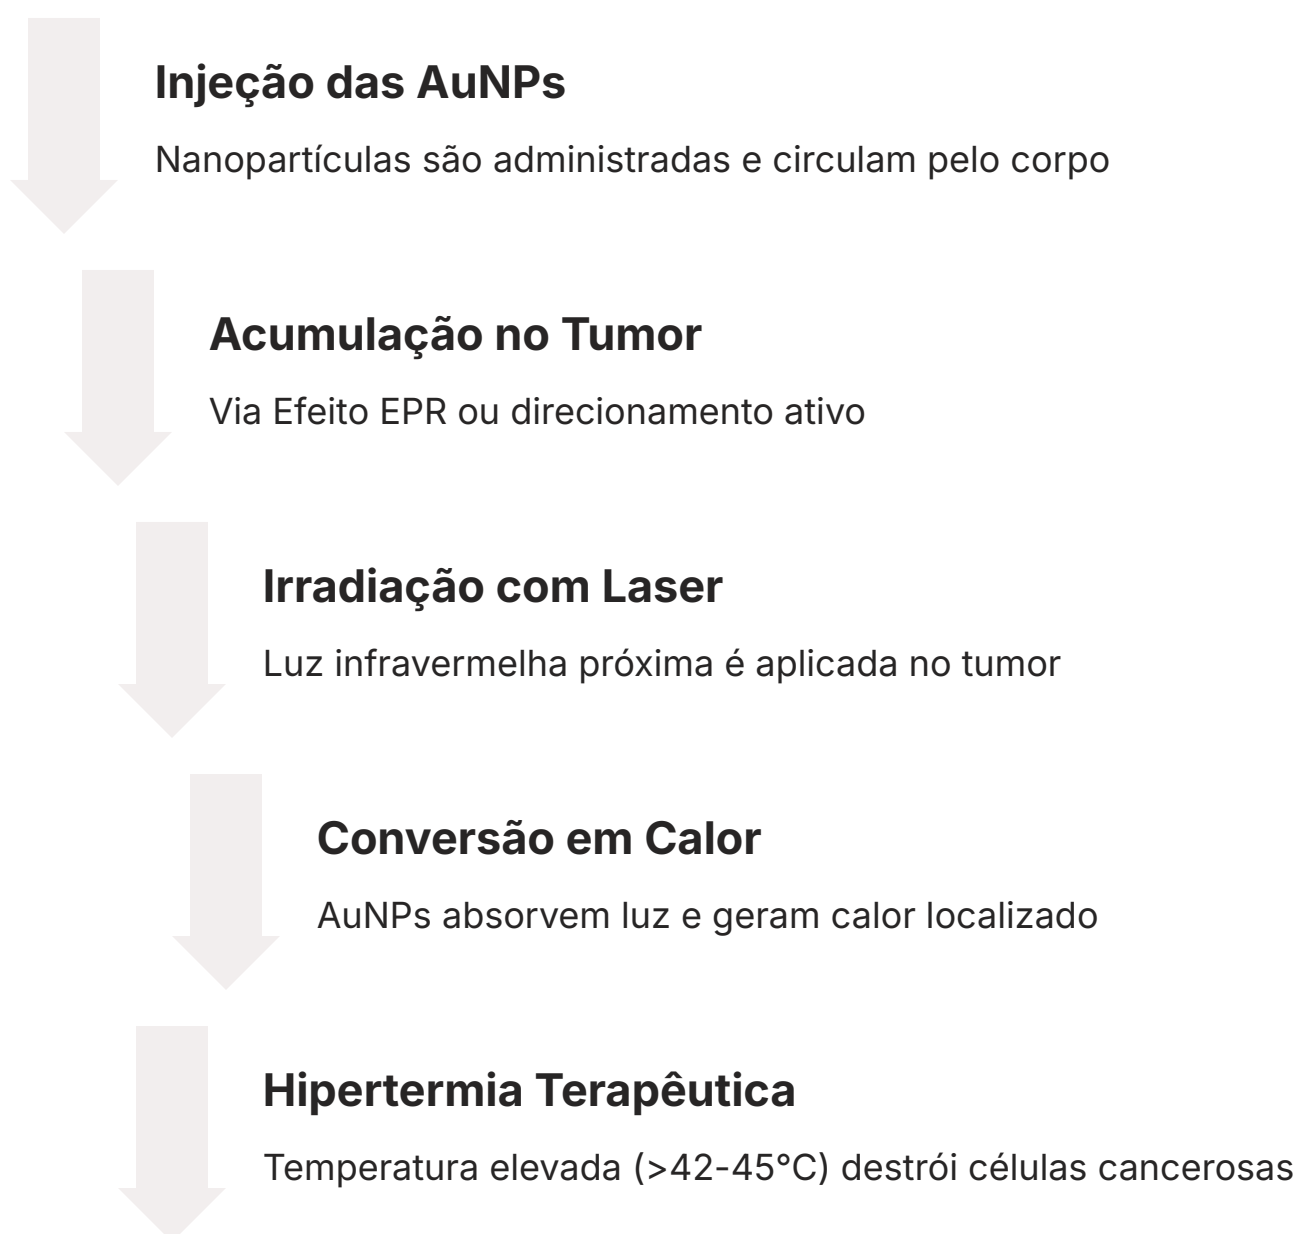 Injeção das AuNPs
Nanopartículas são administradas e circulam pelo corpo
Acumulação no Tumor
Via Efeito EPR ou direcionamento ativo
Irradiação com Laser
Luz infravermelha próxima é aplicada no tumor
Conversão em Calor
AuNPs absorvem luz e geram calor localizado
Hipertermia Terapêutica
Temperatura elevada (>42-45°C) destrói células cancerosas